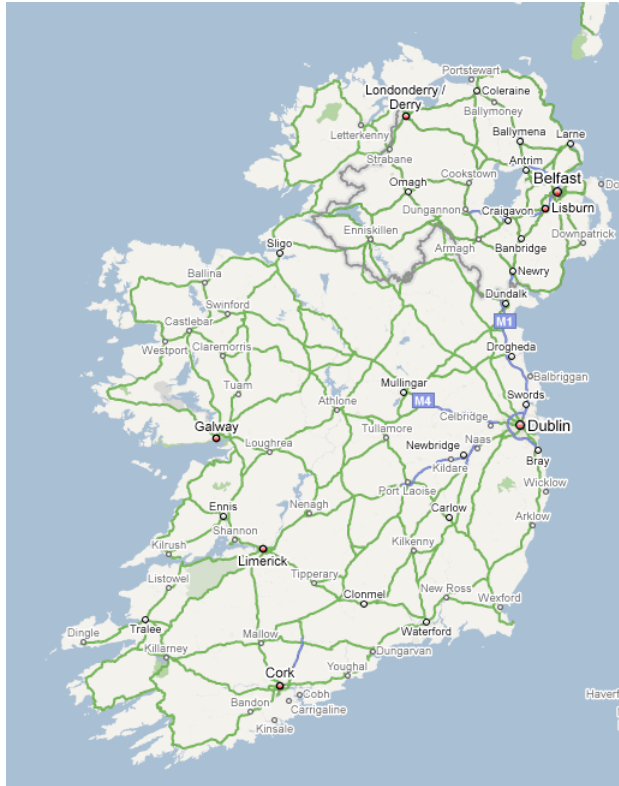 Portstewart
Coleraine
Londonderry /
Derry
Ballymoney
Letterkenny
Ballymena
Larne
Strabane
Antrim
Cookstown
Belfast
Omagh
Dungannon
Craigavon
Lisburn
Enniskillen
Armagh
Banbridge
Downpatrick
Sligo
Newry
Ballina
Dundalk
Swinford
M1
Castlebar
Westport
Claremorris
Drogheda
Balbriggan
Tuam
Mullingar
M4
Swords
Athlone
Celbridge
Galway
Tullamore
Dublin
Loughrea
Newbridge
Naas
Bray
Kildare
Port Laoise
Wicklow
Ennis
Nenagh
Carlow
Arklow
Shannon
Kilkenny
Kilrush
Limerick
Listowel
Tipperary
Clonmel
New Ross
Wexford
Tralee
Dingle
Waterford
Mallow
Killarney
Dungarvan
Youghal
Cork
Cobh
Bandon
Carrigaline
Kinsale
Haverf